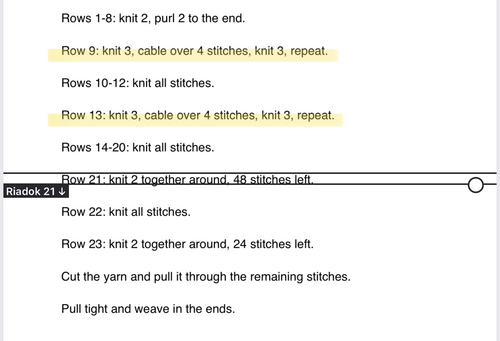 Rows 1-8: knit 2, purl 2 to the end.
Row 9: knit 3, cable over 4 stitches, knit 3, repeat.
Rows 10-12: knit all stitches.
Row 13: knit 3, cable over 4 stitches, knit 3, repeat.
Rows 14-20: knit all stitches.
Row 21: knit 2 together around, 48 stitches left.
Riadok 21 ↓
Row 22: knit all stitches.
Row 23: knit 2 together around, 24 stitches left.
Cut the yarn and pull it through the remaining stitches.
Pull tight and weave in the ends.